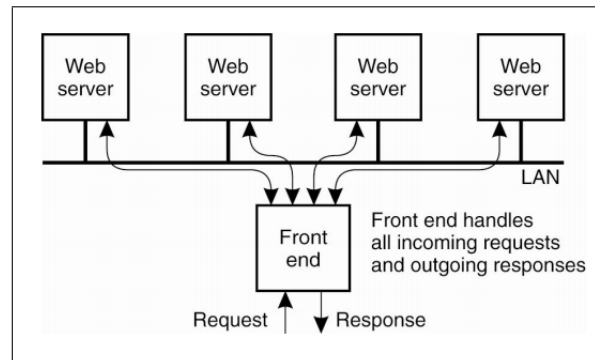 Web
server
Web
server
Web
server
Web
server
LAN
Front
end
Front end handles
all incoming requests
and outgoing responses
Request
Response